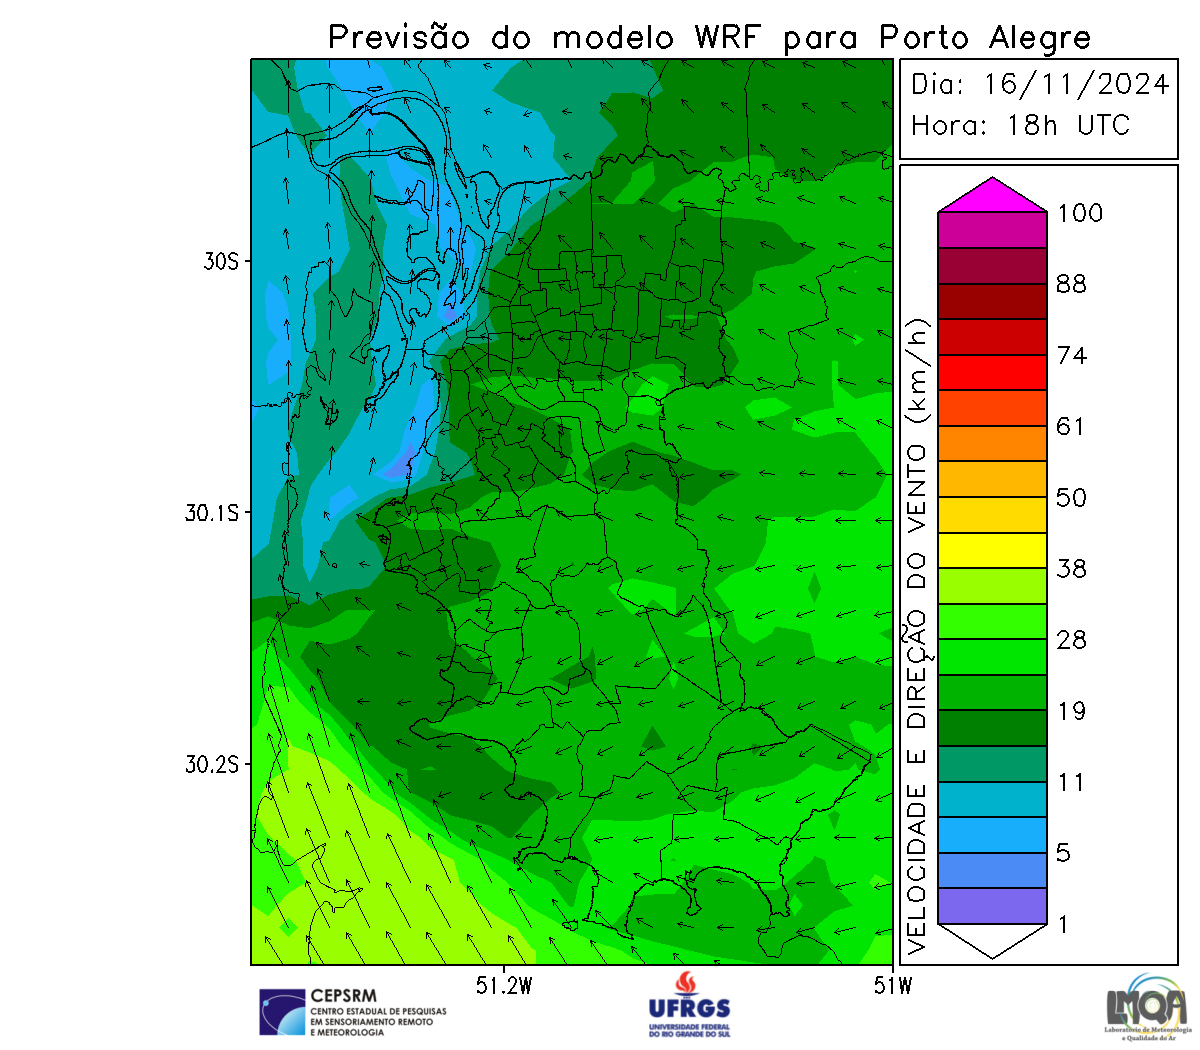 Previsão do modelo WRF para Porto Alegre
Dia: 16/11/2024
Hora: 18h UTC
30S
30.1S
30.2S
51.2W
51W
VELOCIDADE E DIREÇÃO DO VENTO (km/h)
100
88
74
61
50
38
28
19
11
5
1
CEPSRM
CENTRO ESTADUAL DE PESQUISAS
EM SENSORIAMENTO REMOTO
E METEOROLOGIA
UFRGS
UNIVERSIDADE FEDERAL
DO RIO GRANDE DO SUL
LMQA
Laboratório de Meteorologia
e Qualidade do Ar